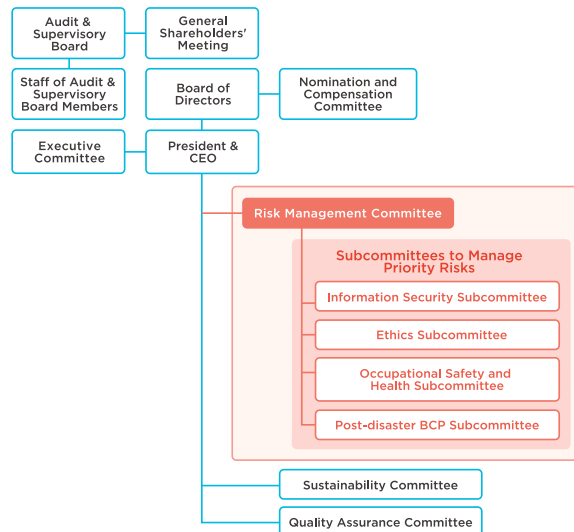 Audit &
Supervisory
Board
General
Shareholders'
Meeting
Staff of Audit &
Supervisory
Board Members
Board of
Directors
Nomination and
Compensation
Committee
Executive
Committee
President &
CEO
Risk Management Committee
Subcommittees to Manage
Priority Risks
Information Security Subcommittee
Ethics Subcommittee
Occupational Safety and
Health Subcommittee
Post-disaster BCP Subcommittee
Sustainability Committee
Quality Assurance Committee